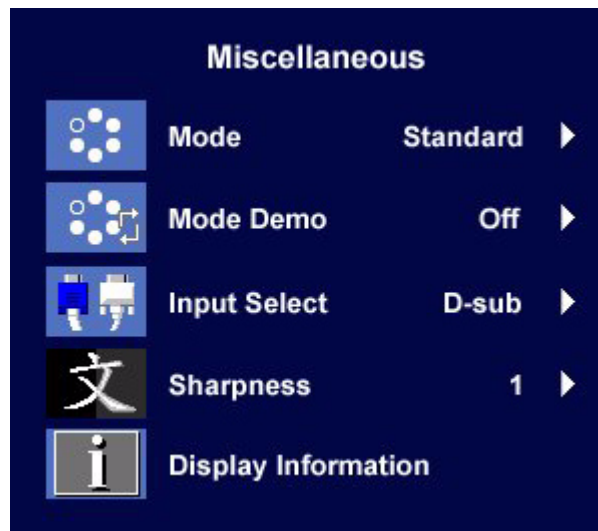 Miscellaneous
Mode Standard
Mode Demo Off
Input Select D-sub
文 Sharpness 1
i Display Information